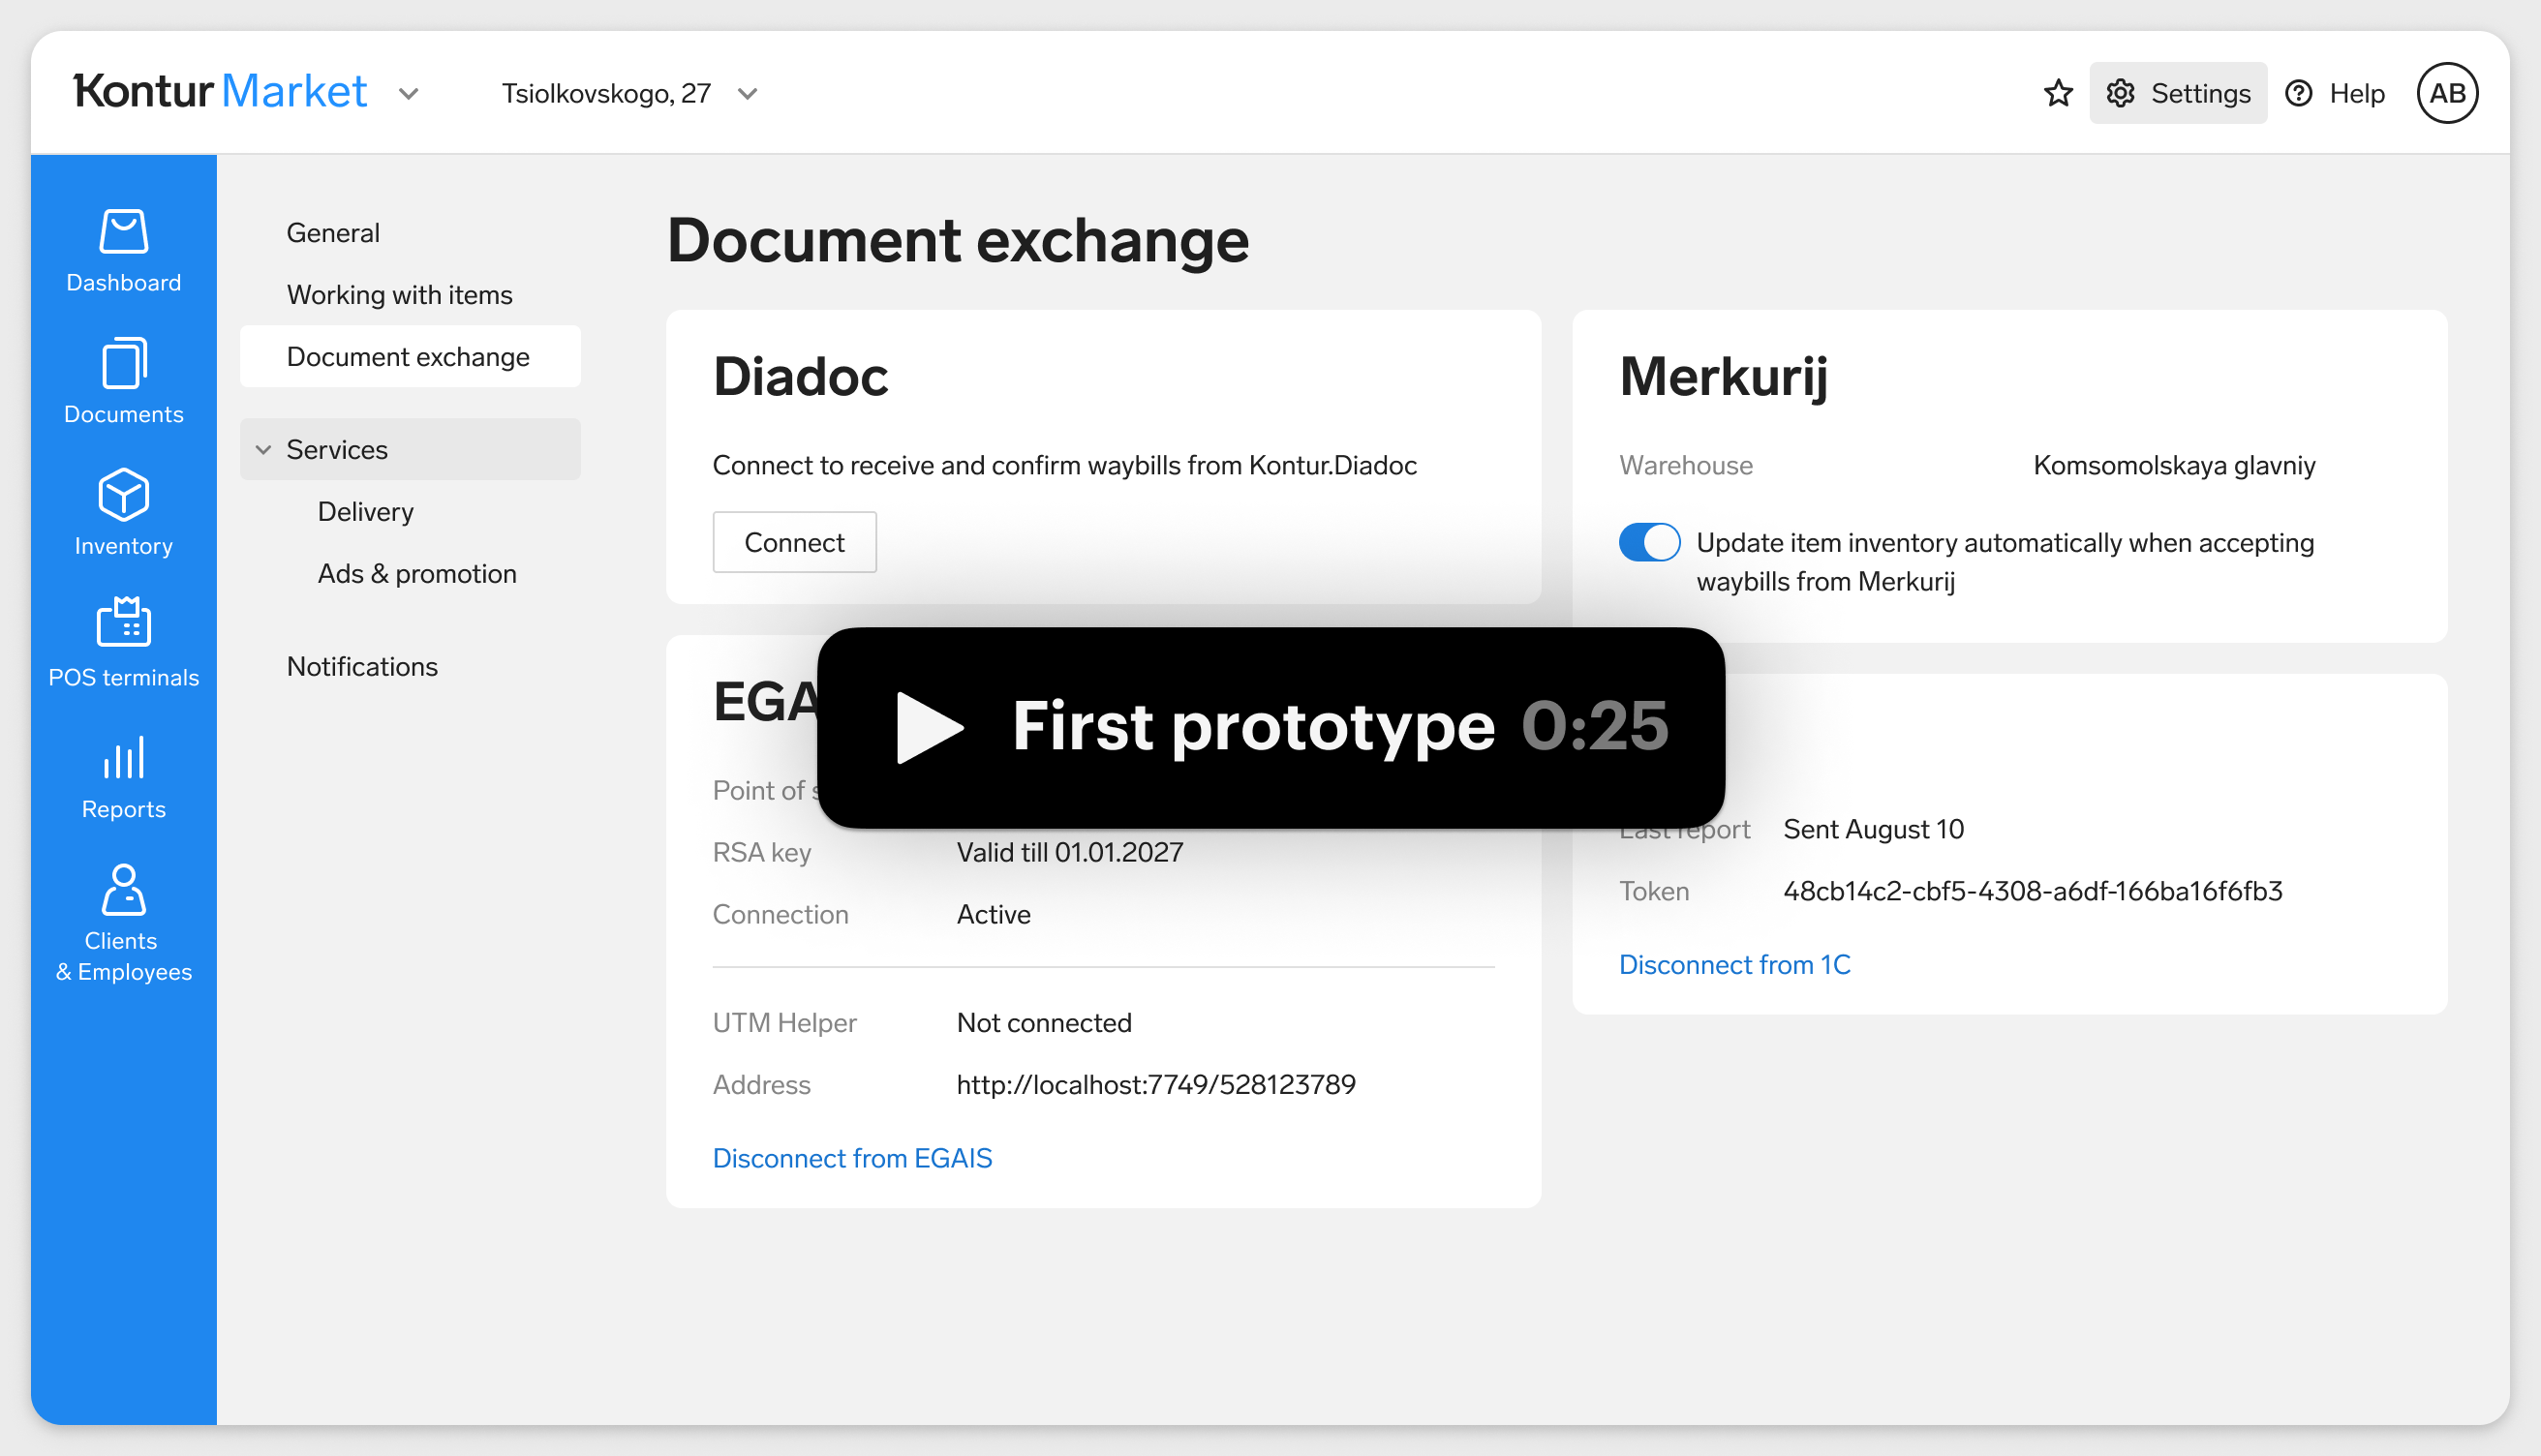 Kontur Market
Tsiolkovskogo, 27
Settings
Help
AB
Dashboard
Documents
Inventory
POS terminals
Reports
Clients
& Employees
General
Working with items
Document exchange
Services
Delivery
Ads & promotion
Notifications
Document exchange
Diadoc
Connect to receive and confirm waybills from Kontur.Diadoc
Connect
Merkurij
Warehouse Komsomolskaya glavniy
Update item inventory automatically when accepting
waybills from Merkurij
First prototype 0:25
Point of
RSA key Valid till 01.01.2027
Connection Active
UTM Helper Not connected
Address http://localhost:7749/528123789
Disconnect from EGAIS
Last report Sent August 10
Token 48cb14c2-cbf5-4308-a6df-166ba16f6fb3
Disconnect from 1C